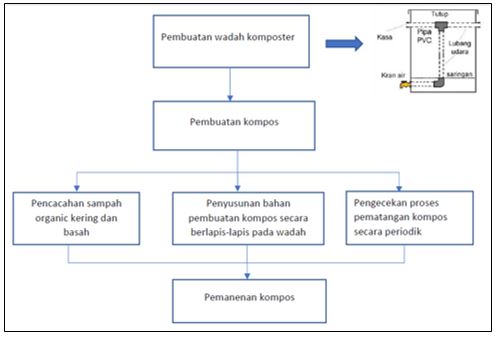 Pembuatan wadah komposter
Tutup
Kasa
Pipa
PVC
Lubang
udara
Kran air
saringan
Pembuatan kompos
Pencacahan sampah
organic kering dan
basah
Penyusunan bahan
pembuatan kompos secara
berlapis-lapis pada wadah
Pengecekan proses
pematangan kompos
secara periodik
Pemanenan kompos